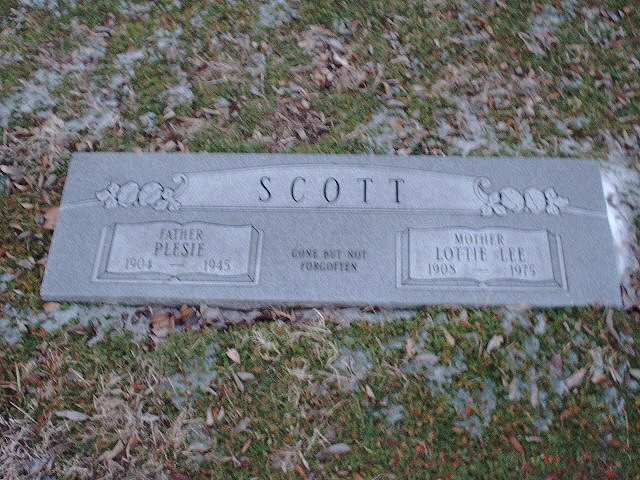 SCOTT
FATHER
PLESIE
1904 — 1945
GONE BUT NOT
FORGOTTEN
MOTHER
LOTTIE LEE
1908 — 1975